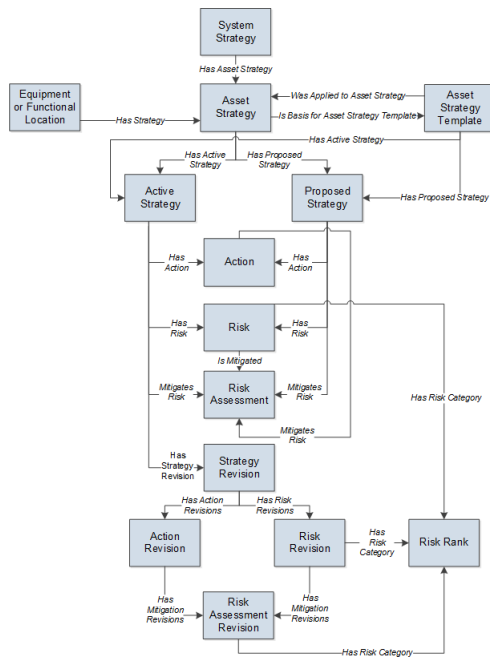 System
Strategy
Has Asset Strategy
Equipment
or Functional
Location
Has Strategy
Asset
Strategy
Was Applied to Asset Strategy
Is Basis for Asset Strategy Template
Asset
Strategy
Template
Has Active Strategy
Has Active
Strategy
Has Proposed
Strategy
Active
Strategy
Proposed
Strategy
Has Proposed Strategy
Has
Action
Action
Has
Action
Has
Risk
Risk
Has
Risk
Is Mitigated
Mitigates
Risk
Risk
Assessment
Mitigates
Risk
Has Risk Category
Mitigates
Risk
Has
Strategy
Revision
Strategy
Revision
Has Action
Revisions
Has Risk
Revisions
Action
Revision
Risk
Revision
Has
Risk
Category
Risk Rank
Has
Mitigation
Revisions
Risk
Assessment
Revision
Has
Mitigation
Revisions
Has Risk Category